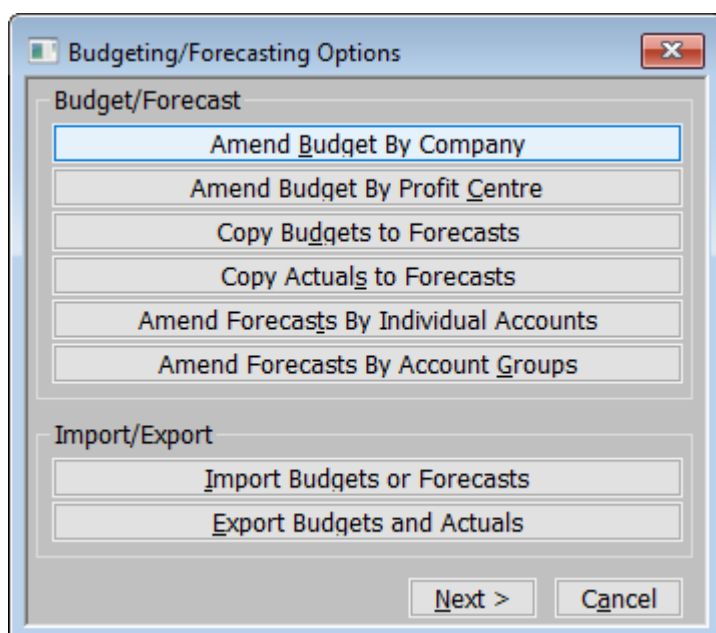 Budgeting/Forecasting Options
Budget/Forecast
Amend Budget By Company
Amend Budget By Profit Centre
Copy Budgets to Forecasts
Copy Actuals to Forecasts
Amend Forecasts By Individual Accounts
Amend Forecasts By Account Groups
Import/Export
Import Budgets or Forecasts
Export Budgets and Actuals
Next > Cancel